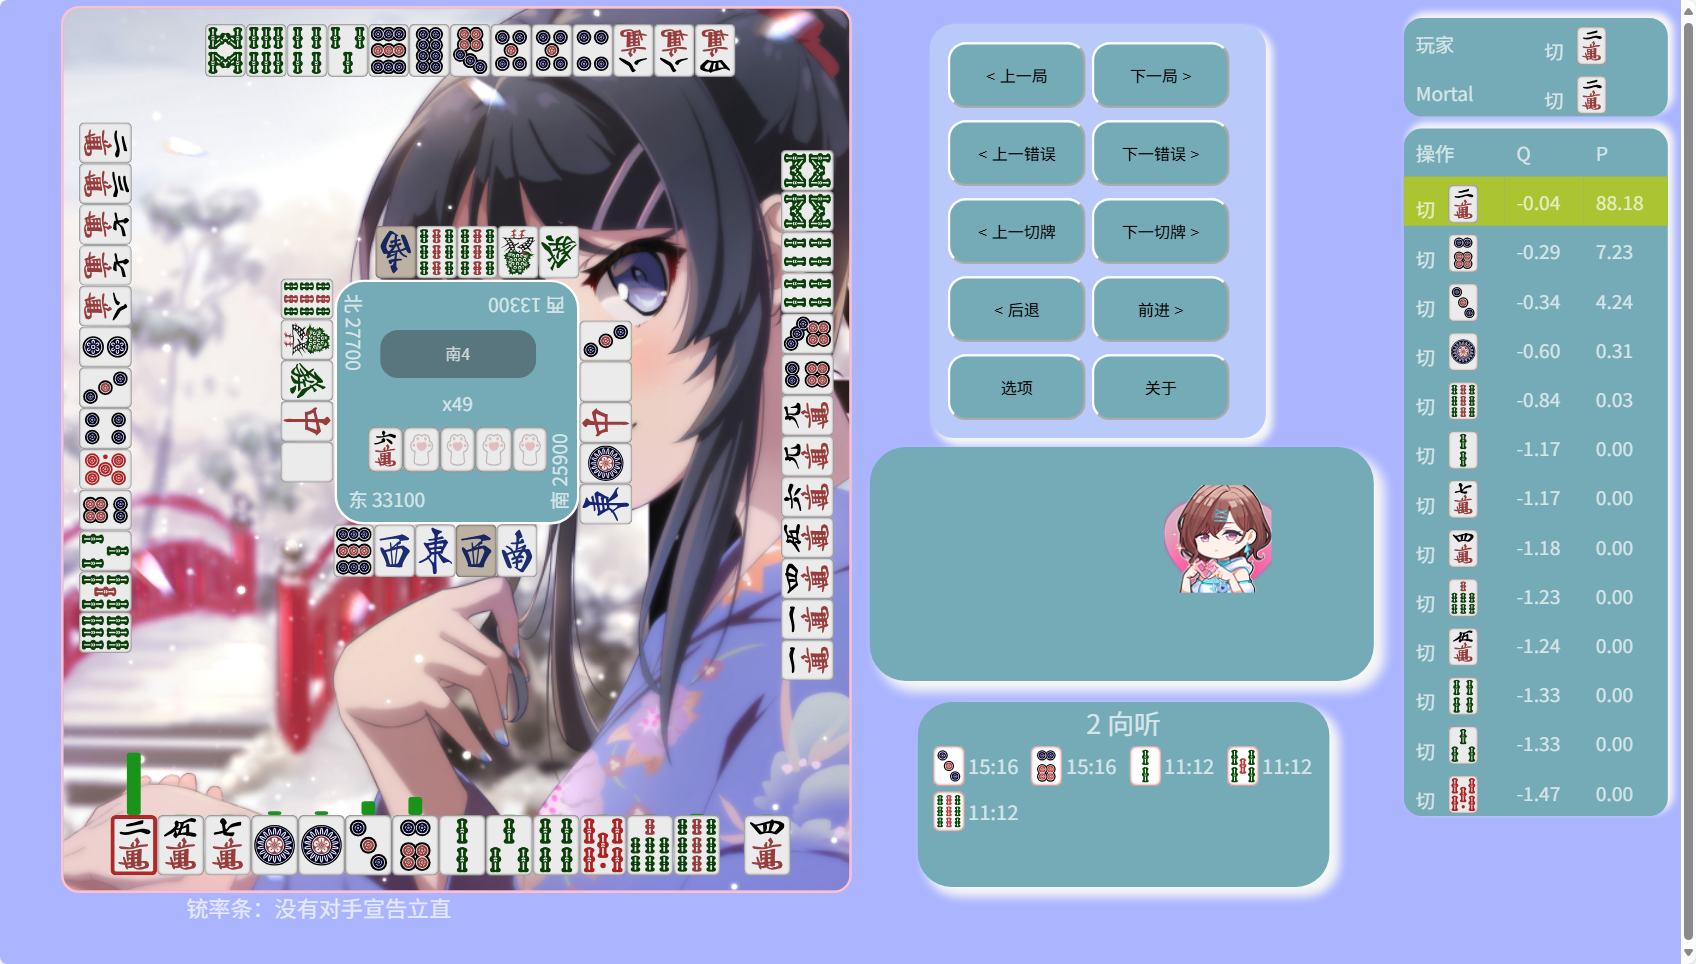 北 27700
西 13300
南4
x49
东 33100
南 25900
铳率条：没有对手宣告立直
< 上一局
下一局 >
< 上一错误
下一错误 >
< 上一切牌
下一切牌 >
< 后退
前进 >
选项
关于
2 向听
15:16 15:16 11:12 11:12
11:12
玩家 切
Mortal 切
操作 Q P
切 -0.04 88.18
切 -0.29 7.23
切 -0.34 4.24
切 -0.60 0.31
切 -0.84 0.03
切 -1.17 0.00
切 -1.17 0.00
切 -1.18 0.00
切 -1.23 0.00
切 -1.24 0.00
切 -1.33 0.00
切 -1.33 0.00
切 -1.47 0.00